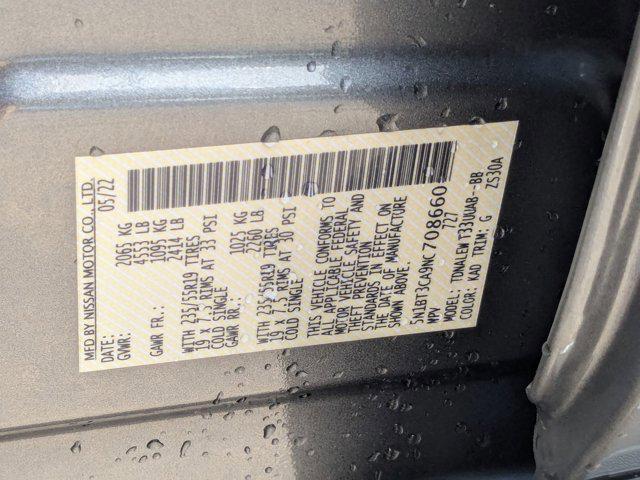 MFD BY NISSAN MOTOR CO., LTD.
DATE: 05/22
GVWR: 2065 KG
4553 LB
GAWR FR: 1095 KG
2414 LB
WITH 235/55R19 TIRES
19 X 7.5 RIMS AT 33 PSI
COLD SINGLE
GAWR RR: 1025 KG
2260 LB
WITH 235/55R19 TIRES
19 X 7.5 RIMS AT 30 PSI
COLD SINGLE
THIS VEHICLE CONFORMS TO
ALL APPLICABLE FEDERAL
MOTOR VEHICLE SAFETY AND
THEFT PREVENTION
STANDARDS IN EFFECT ON
THE DATE OF MANUFACTURE
SHOWN ABOVE.
5N1BT3CA9NC708660
MPV 727
MODEL: TDNALEW T33UUAB--BB
COLOR: KAD TRIM: G ZS30A